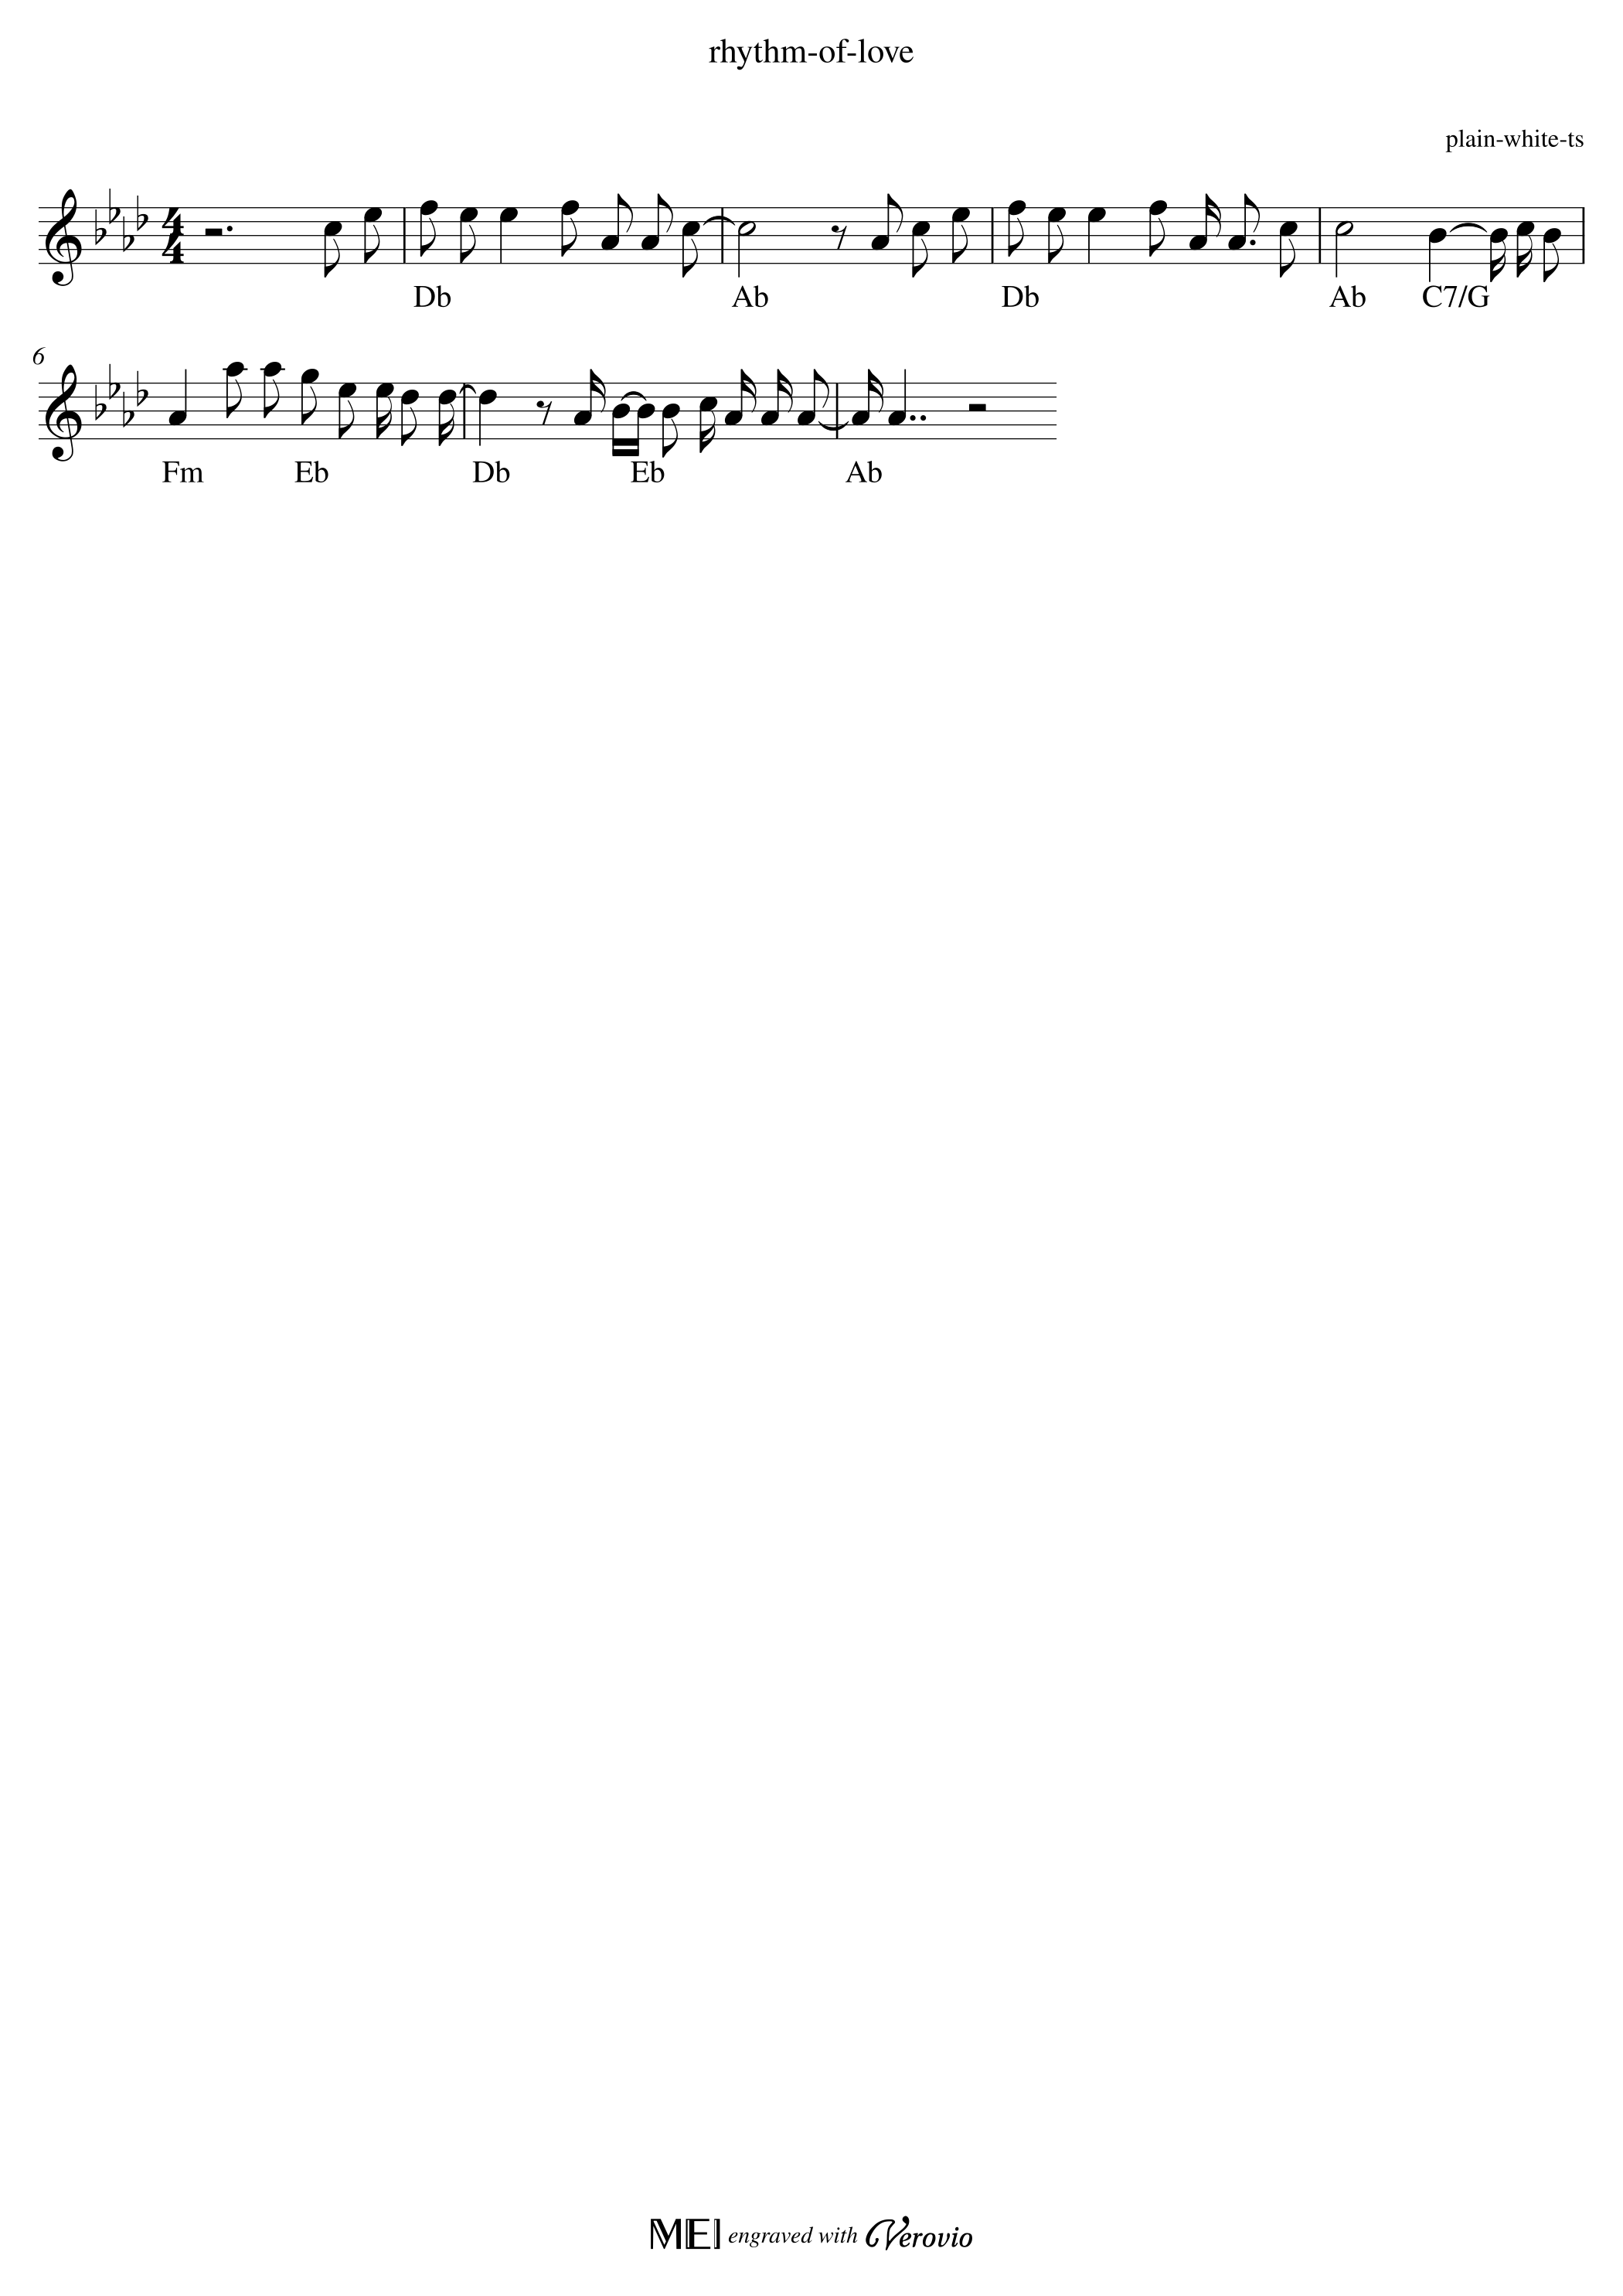 rhythm-of-love
plain-white-ts
4
4
Db Ab Db Ab C7/G
6
Fm Eb Db Eb Ab
MEI engraved with Verovio